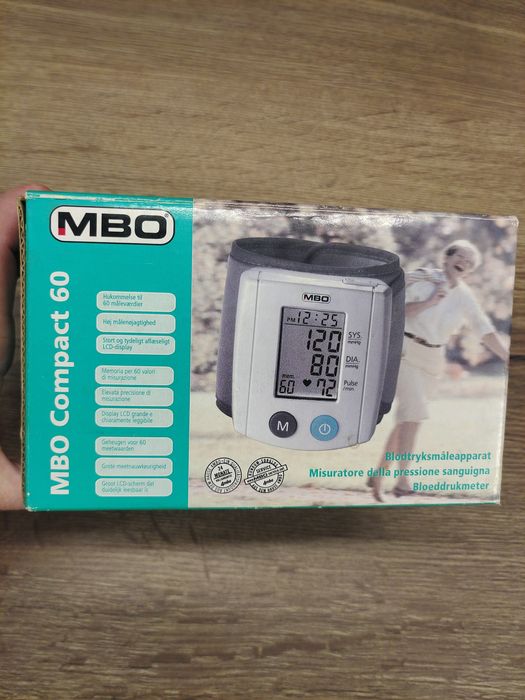 MBO
MBO Compact 60
Hukommelse til
60 måleværdier
Høj målenøjagtighed
Stort og tydeligt aflæseligt
LCD-display
Memoria per 60 valori
di misurazione
Elevata precisione di
misurazione
Display LCD grande e
chiaramente leggibile
Geheugen voor 60
meetwaarden
Grote meetnauwkeurigheid
Groot LCD-scherm dat
duidelijk leesbaar is
MBO
PM 12:25
120 SYS.
mmHg
80 DIA.
mmHg
mem.
60 72 Pulse
/min
M
24
SERVICE
Blodtryksmåleapparat
Misuratore della pressione sanguigna
Bloeddrukmeter